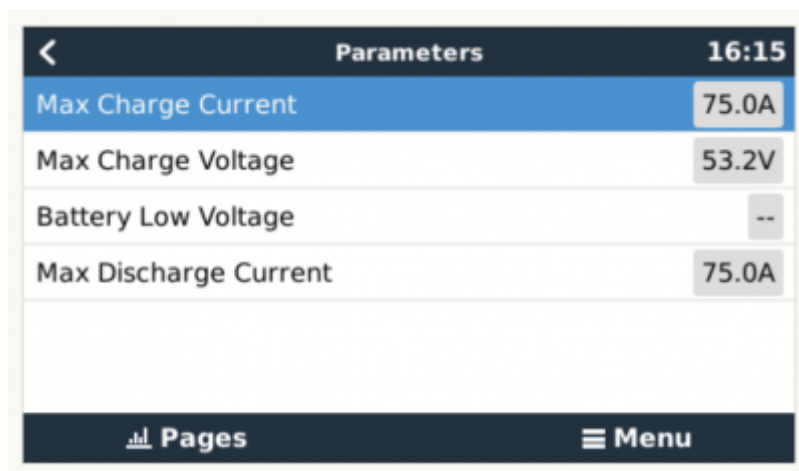 Parameters 16:15
Max Charge Current 75.0A
Max Charge Voltage 53.2V
Battery Low Voltage --
Max Discharge Current 75.0A
Pages Menu